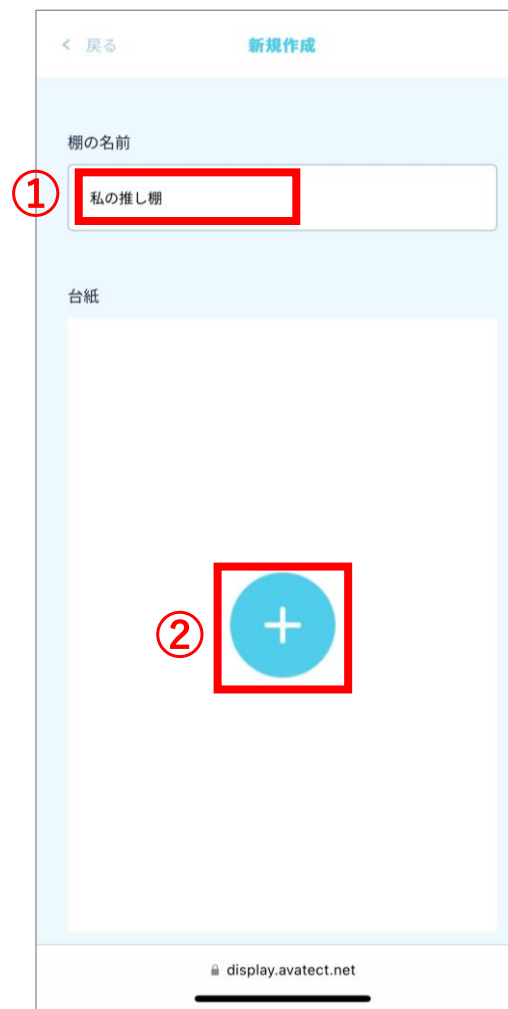 < 戻る 新規作成
棚の名前
① 私の推し棚
台紙
② +
display.avatect.net